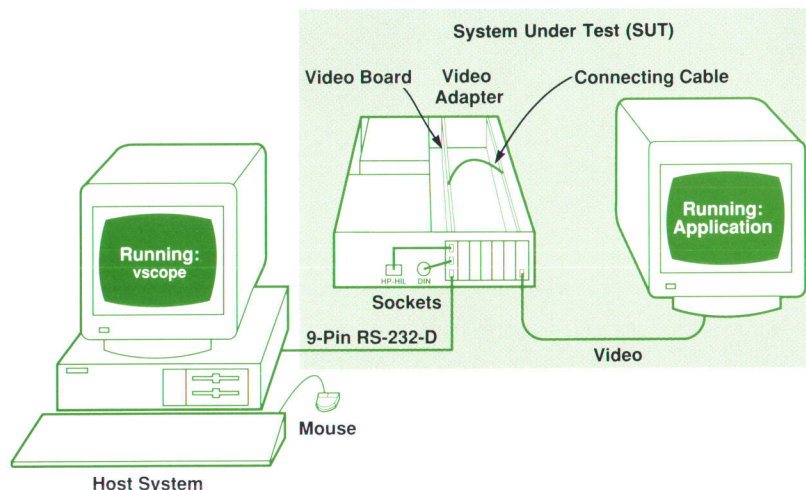 System Under Test (SUT)
Video Board
Video
Adapter
Connecting Cable
Running:
vscope
Running:
Application
HP-HIL
DIN
Sockets
9-Pin RS-232-D
Video
Mouse
Host System